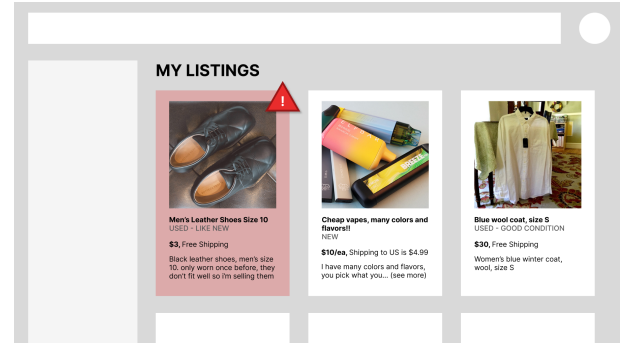 MY LISTINGS
!
Men's Leather Shoes Size 10
USED - LIKE NEW
$3, Free Shipping
Black leather shoes, men's size
10. only worn once before, they
don't fit well so i'm selling them
BREEZE
Cheap vapes, many colors and
flavors!!
NEW
$10/ea, Shipping to US is $4.99
I have many colors and flavors,
you pick what you... (see more)
Blue wool coat, size S
USED - GOOD CONDITION
$30, Free Shipping
Women's blue winter coat,
wool, size S